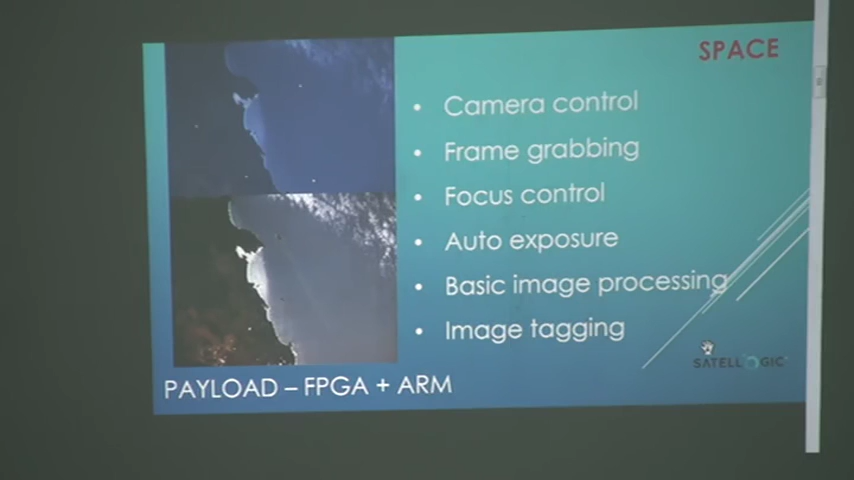 SPACE
• Camera control
• Frame grabbing
• Focus control
• Auto exposure
• Basic image processing
• Image tagging
SATELLOGIC
PAYLOAD – FPGA + ARM